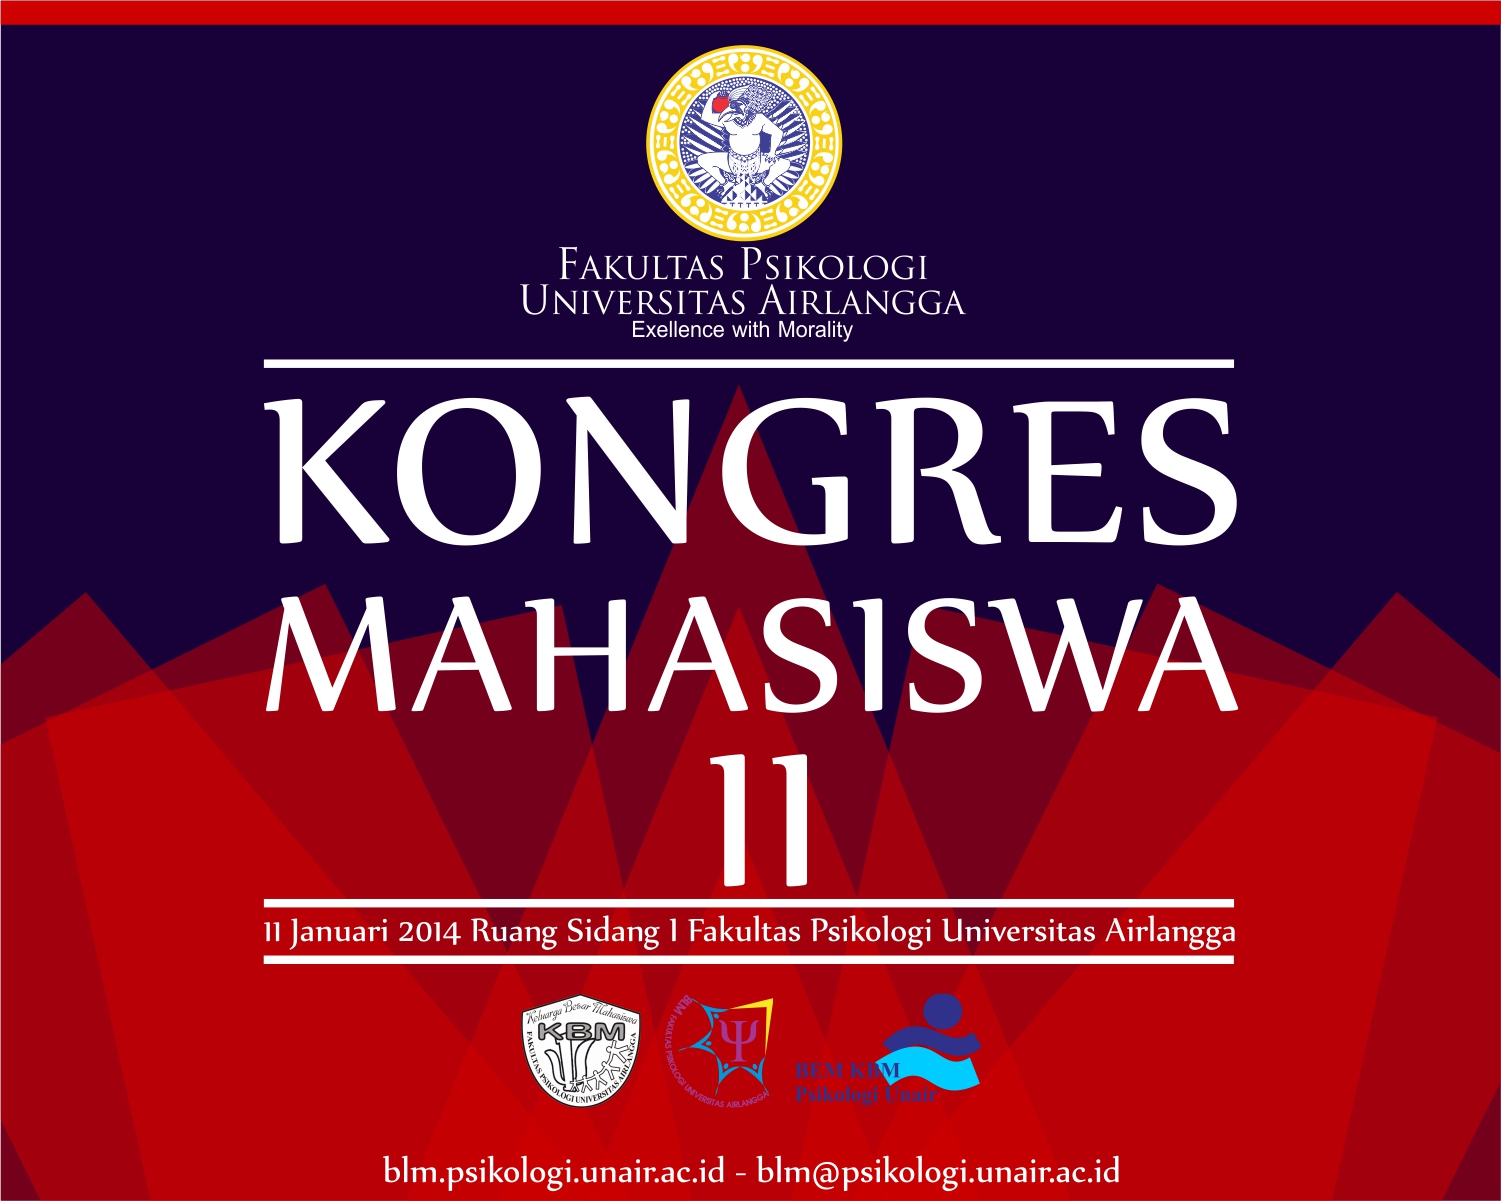 FAKULTAS PSIKOLOGI
UNIVERSITAS AIRLANGGA
Exellence with Morality
KONGRES
MAHASISWA
II
11 Januari 2014 Ruang Sidang I Fakultas Psikologi Universitas Airlangga
Keluarga Besar Mahasiswa
KBM
FAKULTAS PSIKOLOGI UNIVERSITAS AIRLANGGA
BLM FAKULTAS PSIKOLOGI UNIVERSITAS AIRLANGGA
Ψ
BEM KBM
Psikologi Unair
blm.psikologi.unair.ac.id - blm@psikologi.unair.ac.id